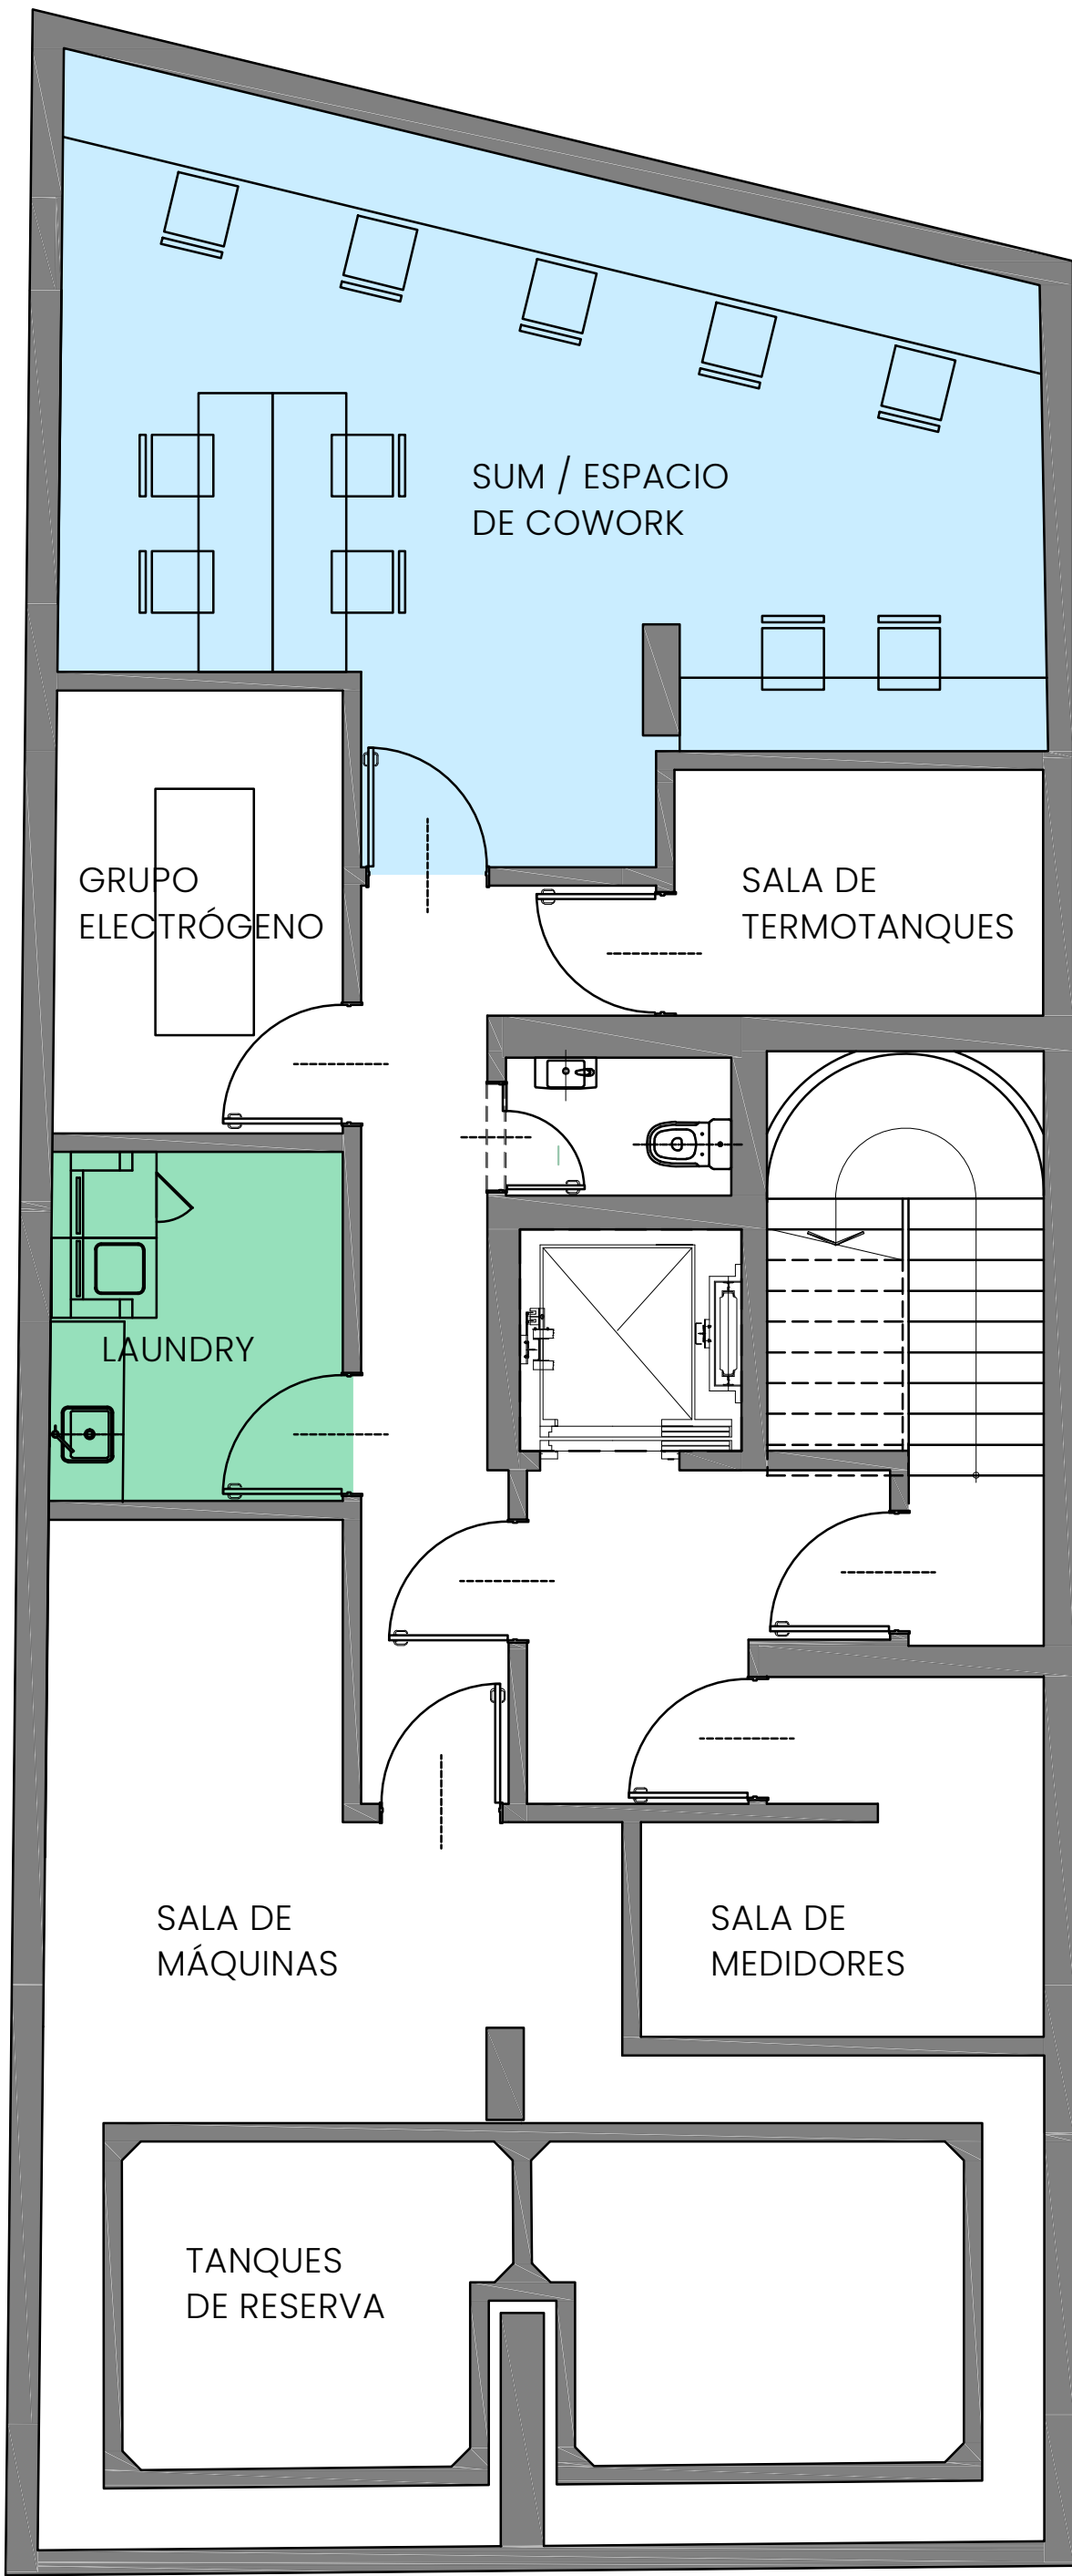 SUM / ESPACIO
DE COWORK
GRUPO
ELECTRÓGENO
SALA DE
TERMOTANQUES
LAUNDRY
SALA DE
MÁQUINAS
SALA DE
MEDIDORES
TANQUES
DE RESERVA